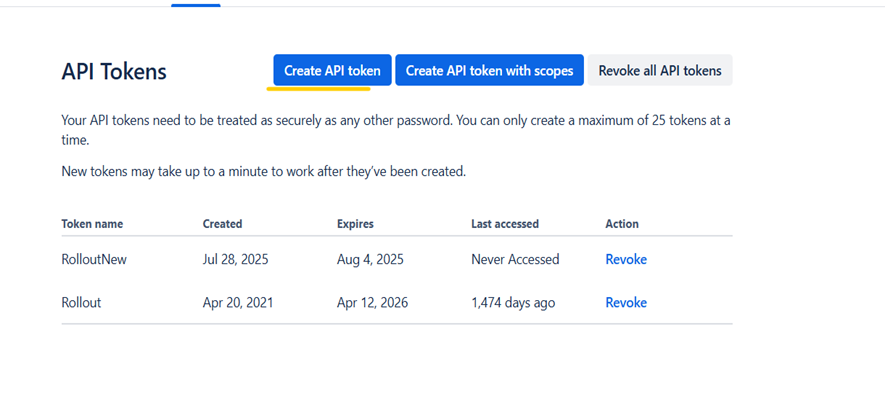 API Tokens
Create API token
Create API token with scopes
Revoke all API tokens
Your API tokens need to be treated as securely as any other password. You can only create a maximum of 25 tokens at a
time.
New tokens may take up to a minute to work after they’ve been created.
Token name Created Expires Last accessed Action
RolloutNew Jul 28, 2025 Aug 4, 2025 Never Accessed Revoke
Rollout Apr 20, 2021 Apr 12, 2026 1,474 days ago Revoke